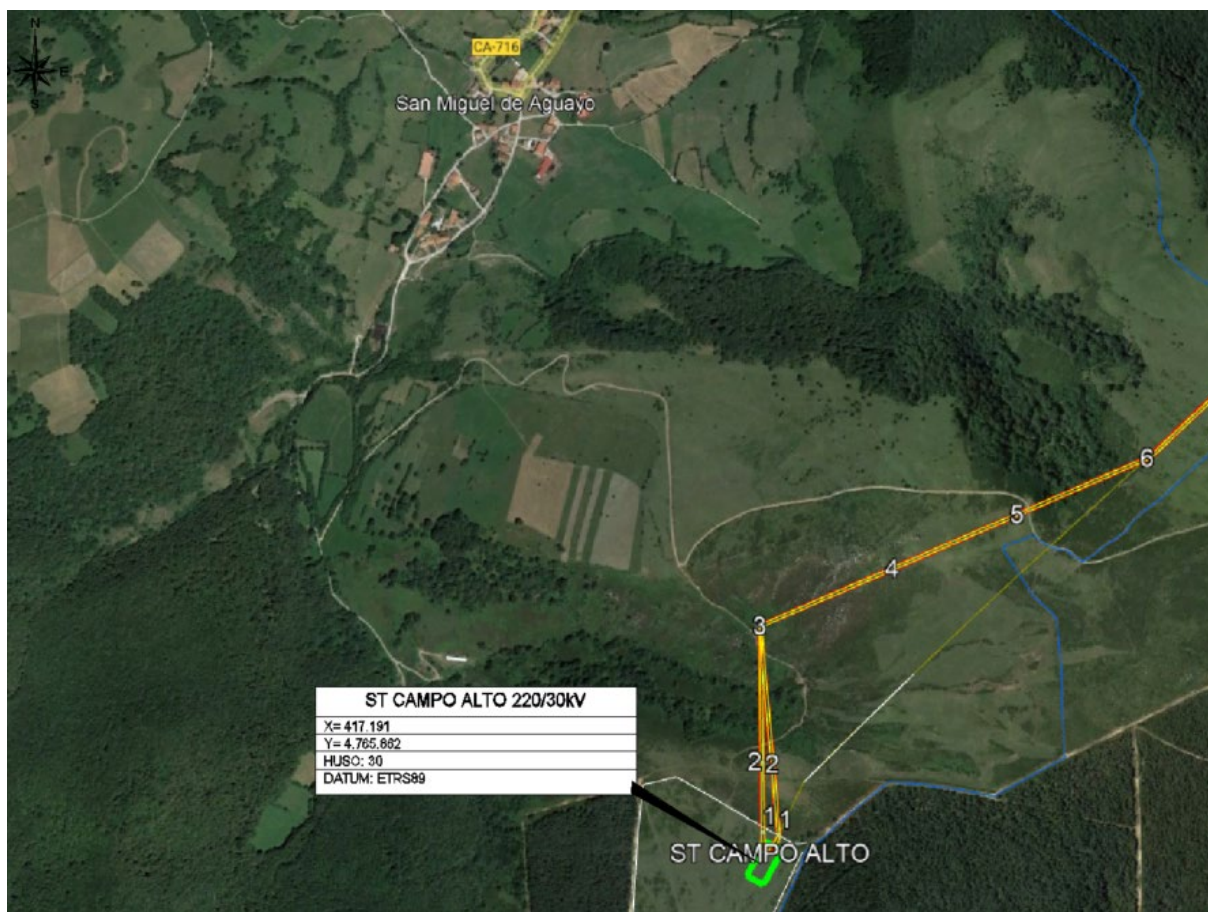 N
E
S
CA-716
San Miguel de Aguayo
6
5
4
3
ST CAMPO ALTO 220/30kV
X= 417.191
Y= 4.765.862
HUSO: 30
DATUM: ETRS89
2 2
1 1
ST CAMPO ALTO